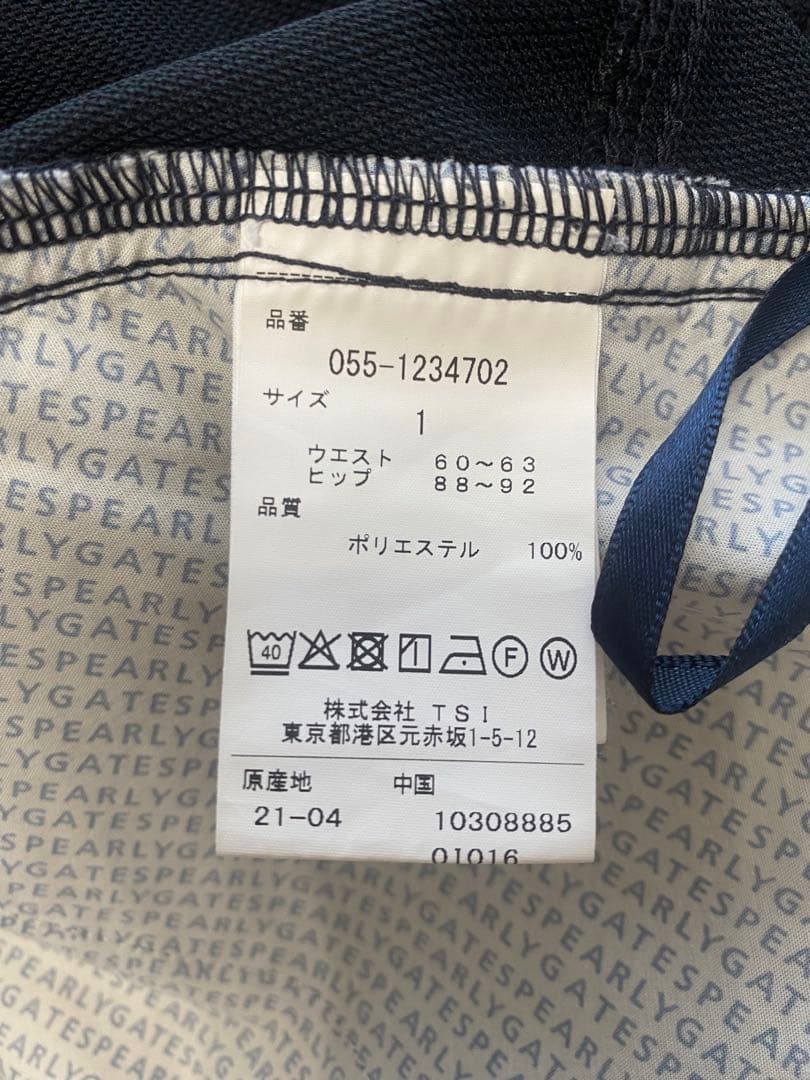 品番
055-1234702
サイズ
1
ウエスト 60～63
ヒップ 88～92
品質
ポリエステル 100%
40
F W
株式会社 TSI
東京都港区元赤坂1-5-12
原産地 中国
21-04 10308885
01016
PEARLYGATES